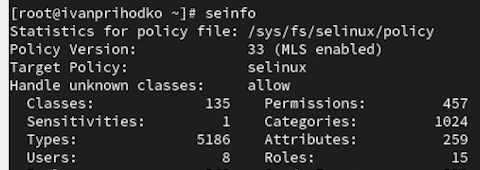 [root@ivanprihodko ~]# seinfo
Statistics for policy file: /sys/fs/selinux/policy
Policy Version: 33 (MLS enabled)
Target Policy: selinux
Handle unknown classes: allow
Classes: 135 Permissions: 457
Sensitivities: 1 Categories: 1024
Types: 5186 Attributes: 259
Users: 8 Roles: 15